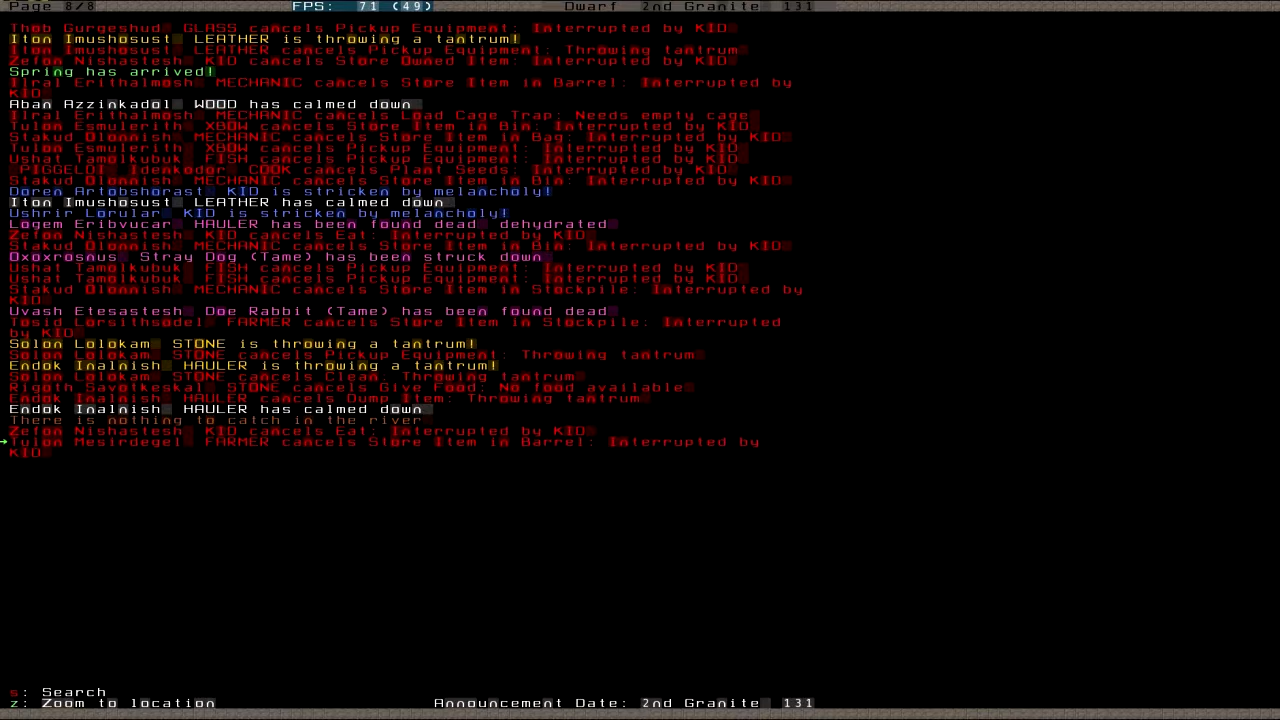 Page 8/8 FPS: 71 (49) Dwarf 2nd Granite 131
Thob Gurgeshud GLASS cancels Pickup Equipment: Interrupted by KID
Iton Imushosust LEATHER is throwing a tantrum!
Iton Imushosust LEATHER cancels Pickup Equipment: Throwing tantrum
Zefon Nishastesh KID cancels Store Owned Item: Interrupted by KID
Spring has arrived!
Erithalmosh MECHANIC cancels Store Item in Barrel: Interrupted by
KID
Aban Azzinkadol WOOD has calmed down
Erithalmosh MECHANIC cancels Load Cage Trap: Needs empty cage
Tulon Esmulerith XBOW cancels Store Item in Bin: Interrupted by KID
Stakud Olonnish MECHANIC cancels Store Item in Bag: Interrupted by KID
Tulon Esmulerith XBOW cancels Pickup Equipment: Interrupted by KID
Ushat Tamolkubuk FISH cancels Pickup Equipment: Interrupted by KID
Idenkodor COOK cancels Plant Seeds: Interrupted by KID
Stakud Olonnish MECHANIC cancels Store Item in Bin: Interrupted by KID
Doren Artobshorast KID is stricken by melancholy!
Iton Imushosust LEATHER has calmed down
Ushrir Lorular KID is stricken by melancholy!
Logem Eribvucar HAULER has been found dead dehydrated
Zefon Nishastesh KID cancels Eat: Interrupted by KID
Stakud Olonnish MECHANIC cancels Store Item in Bin: Interrupted by KID
Oxoxrosnus Stray Dog (Tame) has been struck down
Ushat Tamolkubuk FISH cancels Pickup Equipment: Interrupted by KID
Ushat Tamolkubuk FISH cancels Pickup Equipment: Interrupted by KID
Stakud Olonnish MECHANIC cancels Store Item in Stockpile: Interrupted by
KID
Uvash Etesastesh Doe Rabbit (Tame) has been found dead
Tosid Lorsithsodel FARMER cancels Store Item in Stockpile: Interrupted
by KID
Solon Lolokam STONE is throwing a tantrum!
Solon Lolokam STONE cancels Pickup Equipment: Throwing tantrum
Endok Inalnish HAULER is throwing a tantrum!
Solon Lolokam STONE cancels Clean: Throwing tantrum
Rigoth Savotkeskal STONE cancels Give Food: No food available
Endok Inalnish HAULER cancels Dump Item: Throwing tantrum
Endok Inalnish HAULER has calmed down
There is nothing to catch in the river
Zefon Nishastesh KID cancels Eat: Interrupted by KID
Tulon Mesirdegel FARMER cancels Store Item in Barrel: Interrupted by
KID
s: Search
z: Zoom to location Announcement Date: 2nd Granite 131